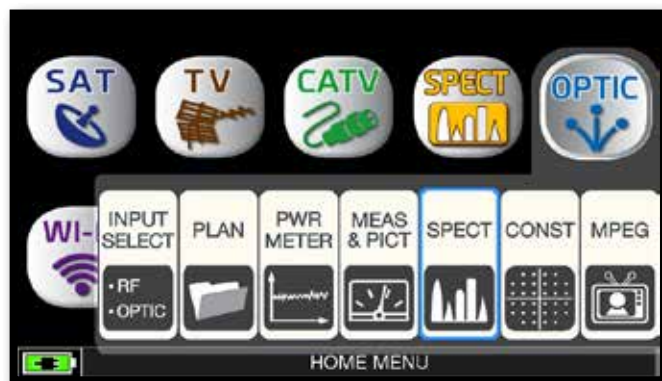 SAT
TV
CATV
SPECT
OPTIC
WI-
INPUT
SELECT
• RF
• OPTIC
PLAN
PWR
METER
MEAS
& PICT
SPECT
CONST
MPEG
HOME MENU